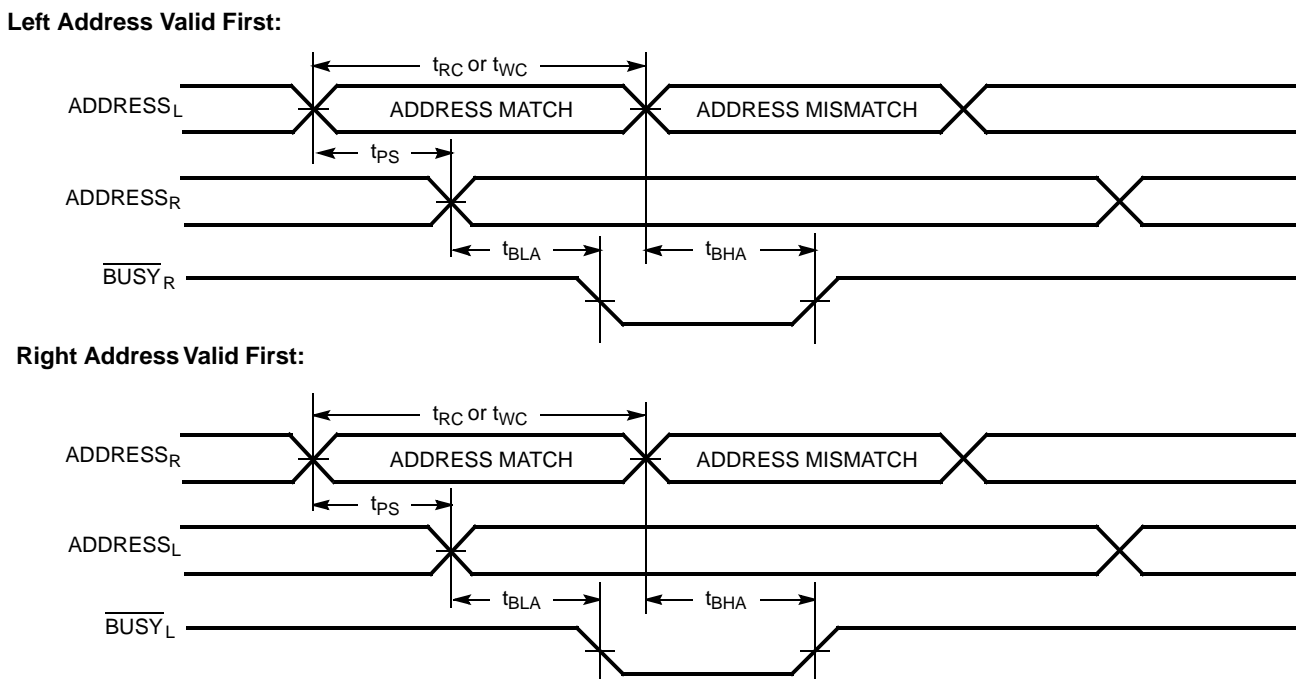 Left Address Valid First:
tRC or tWC
ADDRESSL
ADDRESS MATCH
ADDRESS MISMATCH
tPS
ADDRESSR
tBLA
tBHA
BUSYR
Right Address Valid First:
tRC or tWC
ADDRESSR
ADDRESS MATCH
ADDRESS MISMATCH
tPS
ADDRESSL
tBLA
tBHA
BUSYL